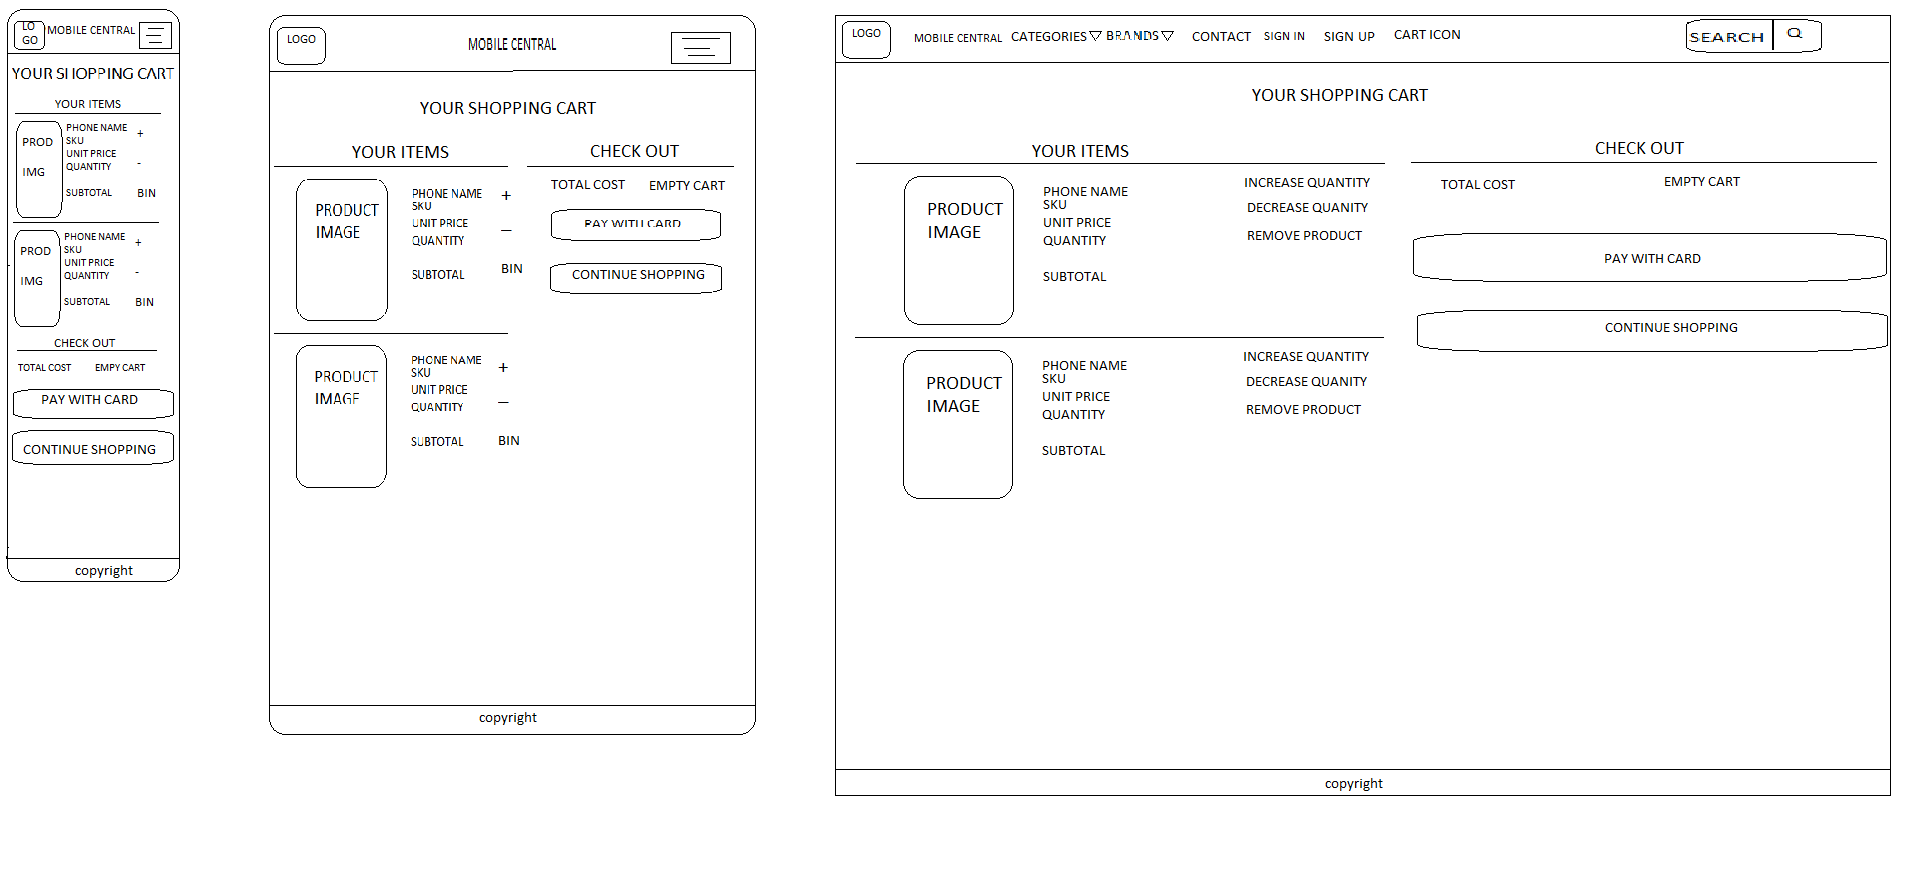 LO
GO
MOBILE CENTRAL
YOUR SHOPPING CART
YOUR ITEMS
PROD
IMG
PHONE NAME
SKU
UNIT PRICE
QUANTITY
SUBTOTAL
+
-
BIN
PROD
IMG
PHONE NAME
SKU
UNIT PRICE
QUANTITY
SUBTOTAL
+
-
BIN
CHECK OUT
TOTAL COST EMPY CART
PAY WITH CARD
CONTINUE SHOPPING
copyright
LOGO
MOBILE CENTRAL
YOUR SHOPPING CART
YOUR ITEMS
PRODUCT
IMAGE
PHONE NAME
SKU
UNIT PRICE
QUANTITY
SUBTOTAL
+
–
BIN
PRODUCT
IMAGE
PHONE NAME
SKU
UNIT PRICE
QUANTITY
SUBTOTAL
+
–
BIN
CHECK OUT
TOTAL COST EMPTY CART
PAY WITH CARD
CONTINUE SHOPPING
copyright
LOGO
MOBILE CENTRAL CATEGORIES BRANDS CONTACT SIGN IN SIGN UP CART ICON
SEARCH
YOUR SHOPPING CART
YOUR ITEMS
PRODUCT
IMAGE
PHONE NAME
SKU
UNIT PRICE
QUANTITY
SUBTOTAL
INCREASE QUANTITY
DECREASE QUANITY
REMOVE PRODUCT
PRODUCT
IMAGE
PHONE NAME
SKU
UNIT PRICE
QUANTITY
SUBTOTAL
INCREASE QUANTITY
DECREASE QUANITY
REMOVE PRODUCT
CHECK OUT
TOTAL COST EMPTY CART
PAY WITH CARD
CONTINUE SHOPPING
copyright